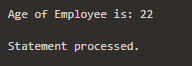 Age of Employee is: 22
Statement processed.